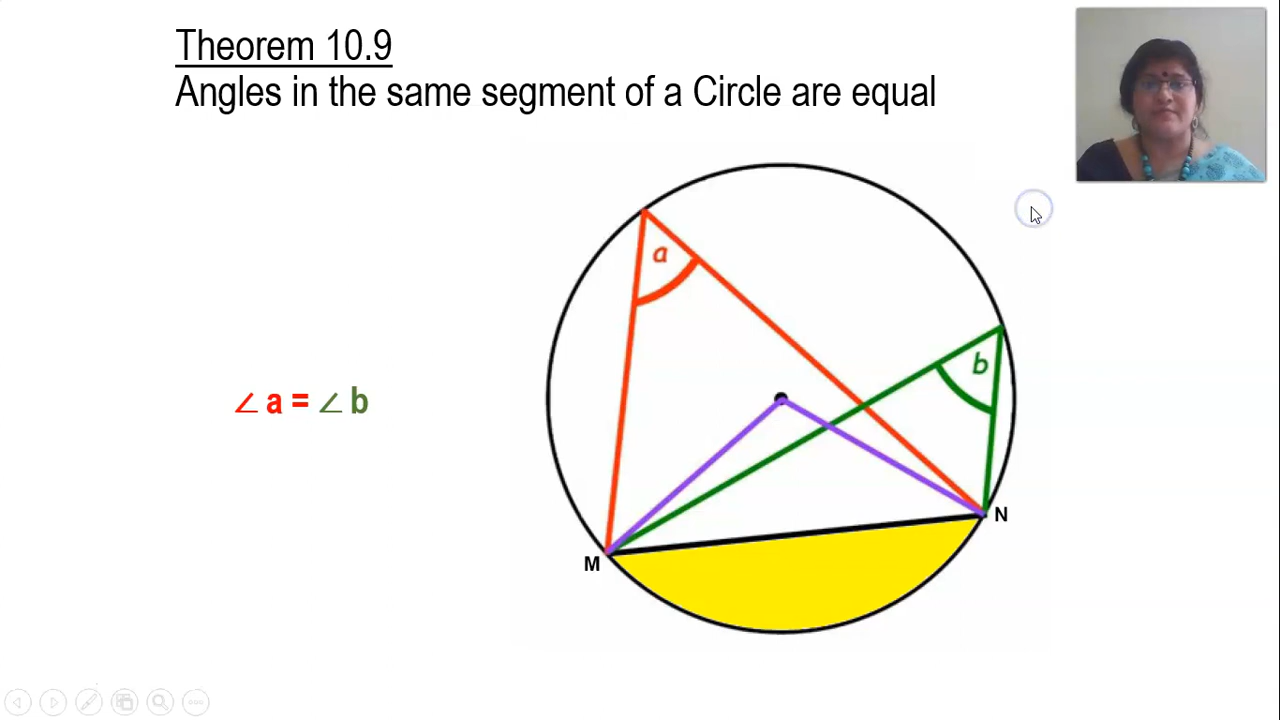 Theorem 10.9
Angles in the same segment of a Circle are equal
a
b
∠ a = ∠ b
N
M